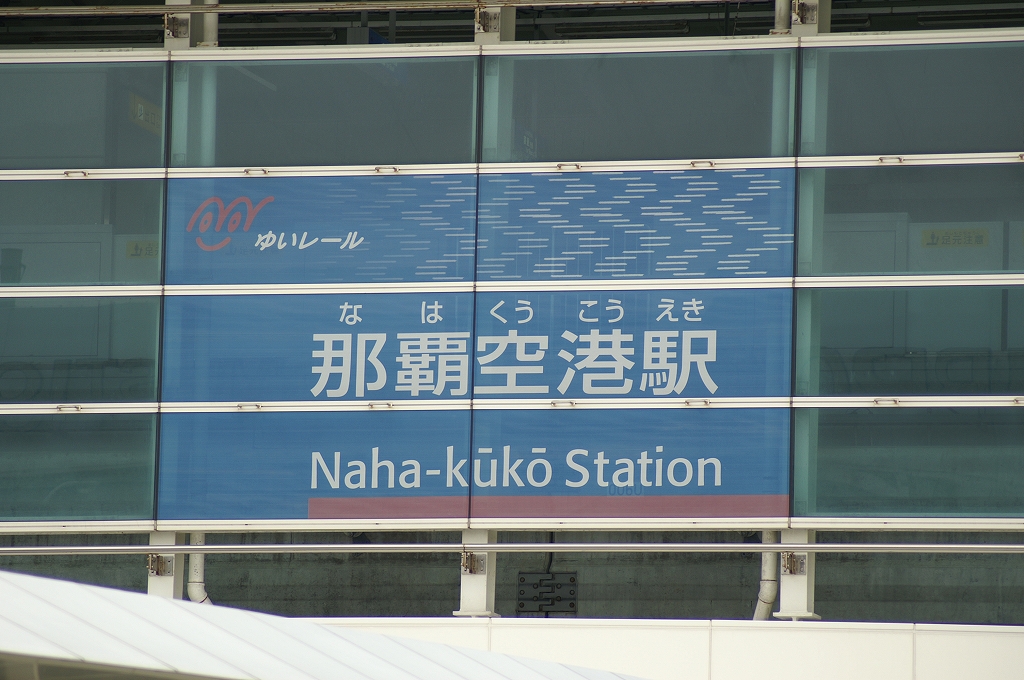 ゆいレール
な は くう こう えき
那覇空港駅
Naha-kūkō Station